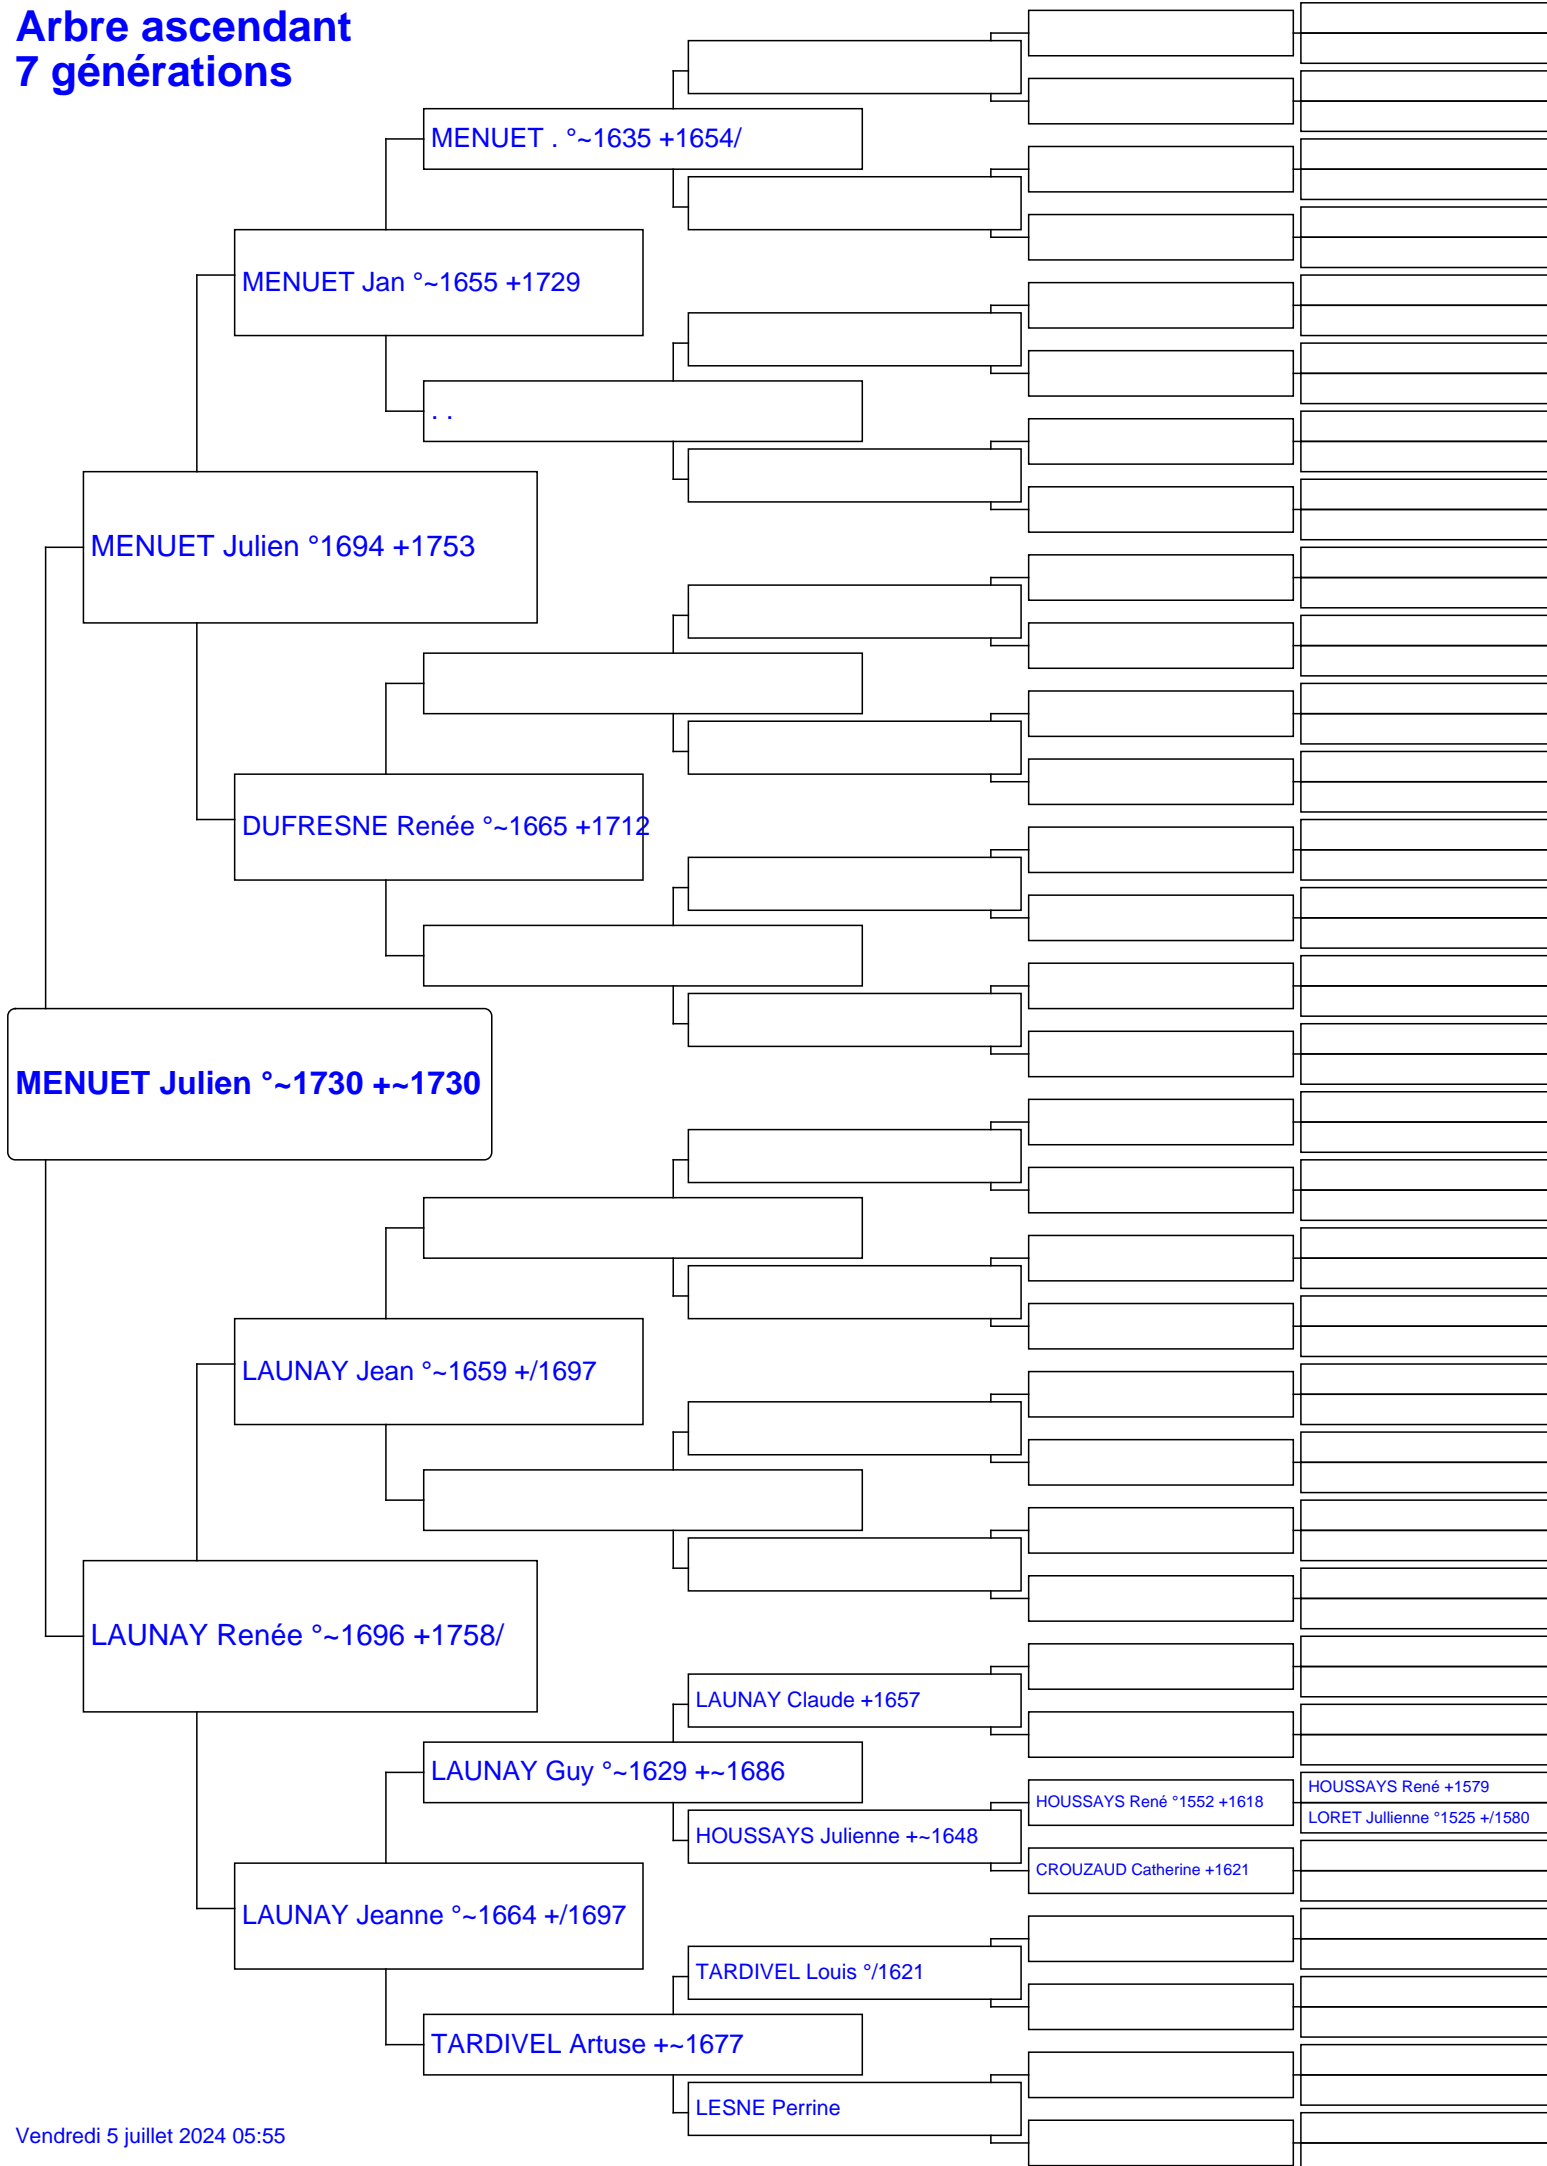 Arbre ascendant
7 générations
MENUET . °~1635 +1654/
MENUET Jan °~1655 +1729
. .
MENUET Julien °1694 +1753
DUFRESNE Renée °~1665 +1712
MENUET Julien °~1730 +~1730
LAUNAY Jean °~1659 +/1697
LAUNAY Renée °~1696 +1758/
LAUNAY Claude +1657
LAUNAY Guy °~1629 +~1686
HOUSSAYS René +1579
HOUSSAYS René °1552 +1618
LORET Jullienne °1525 +/1580
HOUSSAYS Julienne +~1648
CROUZAUD Catherine +1621
LAUNAY Jeanne °~1664 +/1697
TARDIVEL Louis °/1621
TARDIVEL Artuse +~1677
LESNE Perrine
Vendredi 5 juillet 2024 05:55